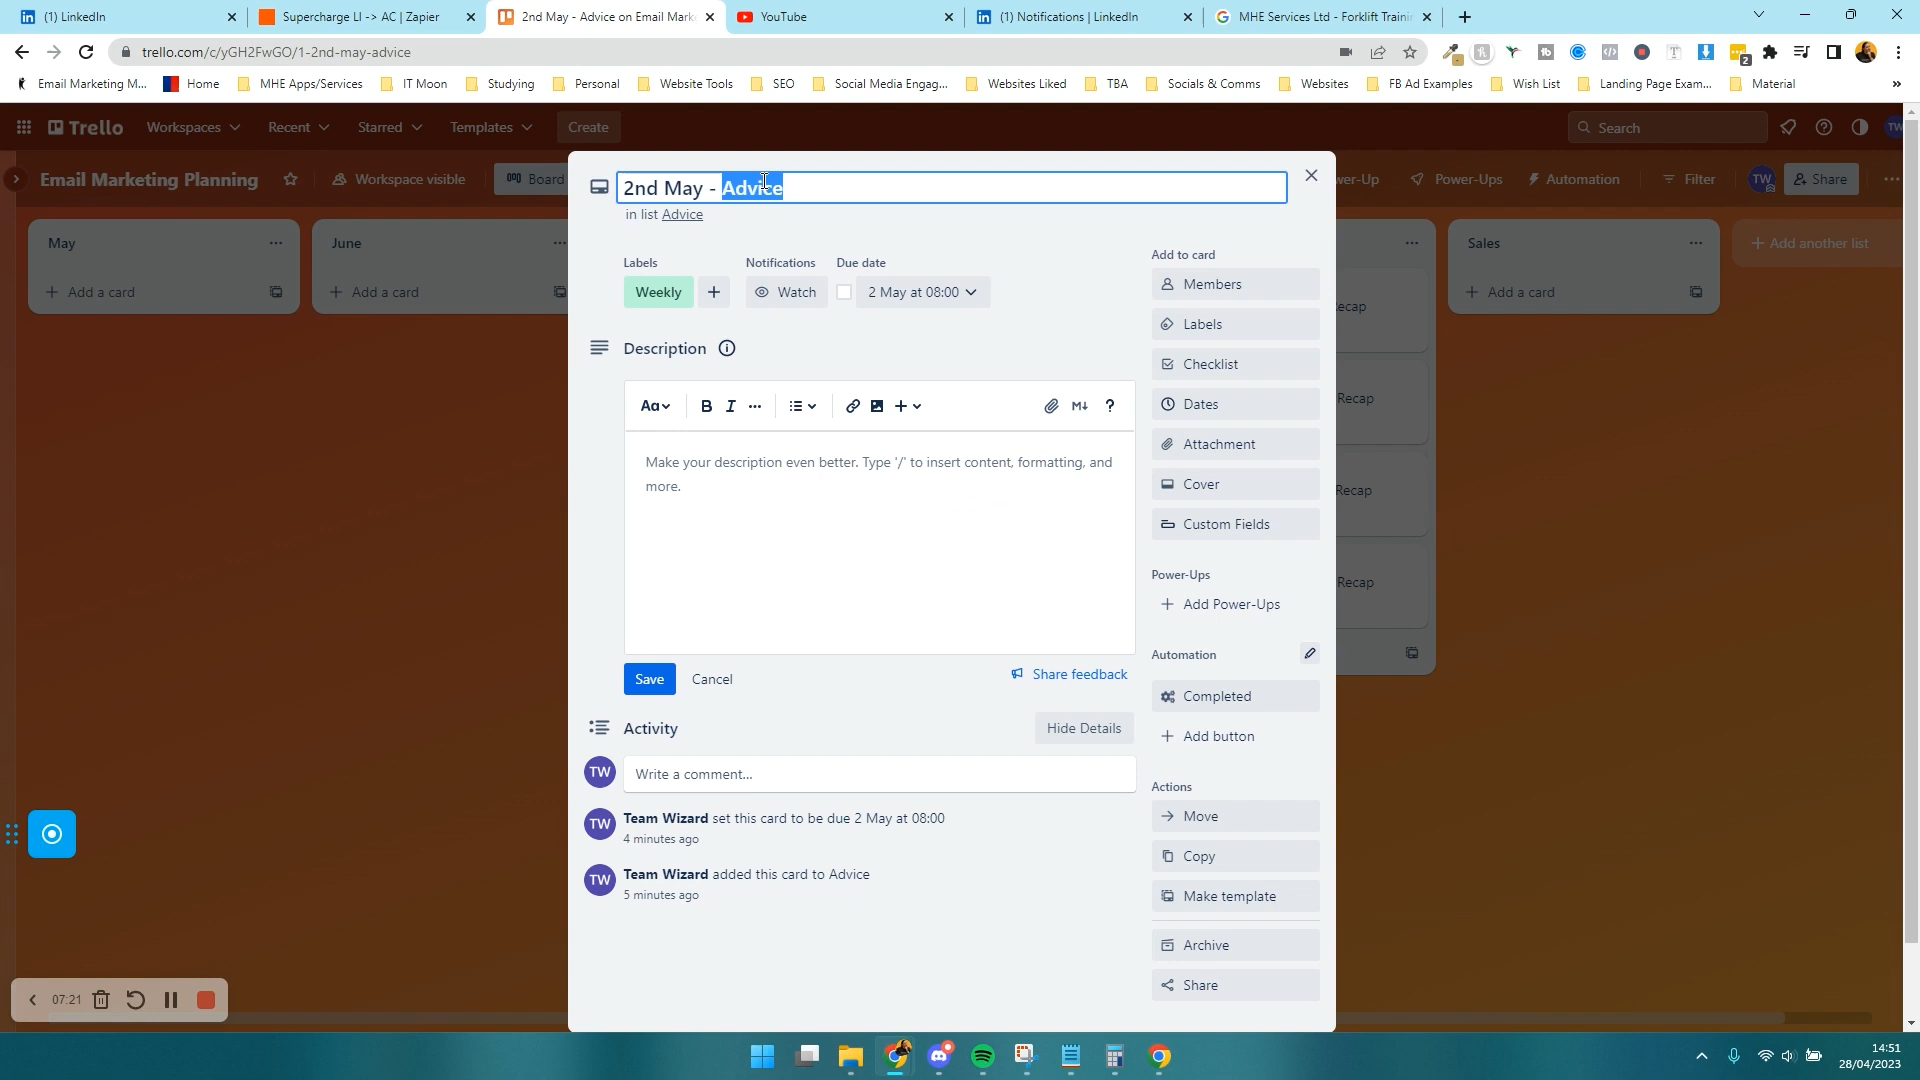 (1) LinkedIn
Supercharge LI -> AC | Zapier
2nd May - Advice on Email Mark
YouTube
(1) Notifications | LinkedIn
MHE Services Ltd - Forklift Traini
trello.com/c/yGH2FwGO/1-2nd-may-advice
Email Marketing M...
Home
MHE Apps/Services
IT Moon
Studying
Personal
Website Tools
SEO
Social Media Engag...
Websites Liked
TBA
Socials & Comms
Websites
FB Ad Examples
Wish List
Landing Page Exam...
Material
Trello
Workspaces
Recent
Starred
Templates
Create
Search
TW
Email Marketing Planning
Workspace visible
Board
wer-Up
Power-Ups
Automation
Filter
TW
Share
2nd May - Advice
in list Advice
May
Add a card
June
Add a card
Sales
Add a card
Add another list
ecap
Recap
Recap
Recap
Labels
Weekly
Notifications
Watch
Due date
2 May at 08:00
Description
Aa
B I
M↓
?
Make your description even better. Type '/' to insert content, formatting, and
more.
Save
Cancel
Share feedback
Activity
Hide Details
TW
Write a comment...
TW
Team Wizard set this card to be due 2 May at 08:00
4 minutes ago
TW
Team Wizard added this card to Advice
5 minutes ago
Add to card
Members
Labels
Checklist
Dates
Attachment
Cover
Custom Fields
Power-Ups
Add Power-Ups
Automation
Completed
Add button
Actions
Move
Copy
Make template
Archive
Share
07:21
14:51
28/04/2023